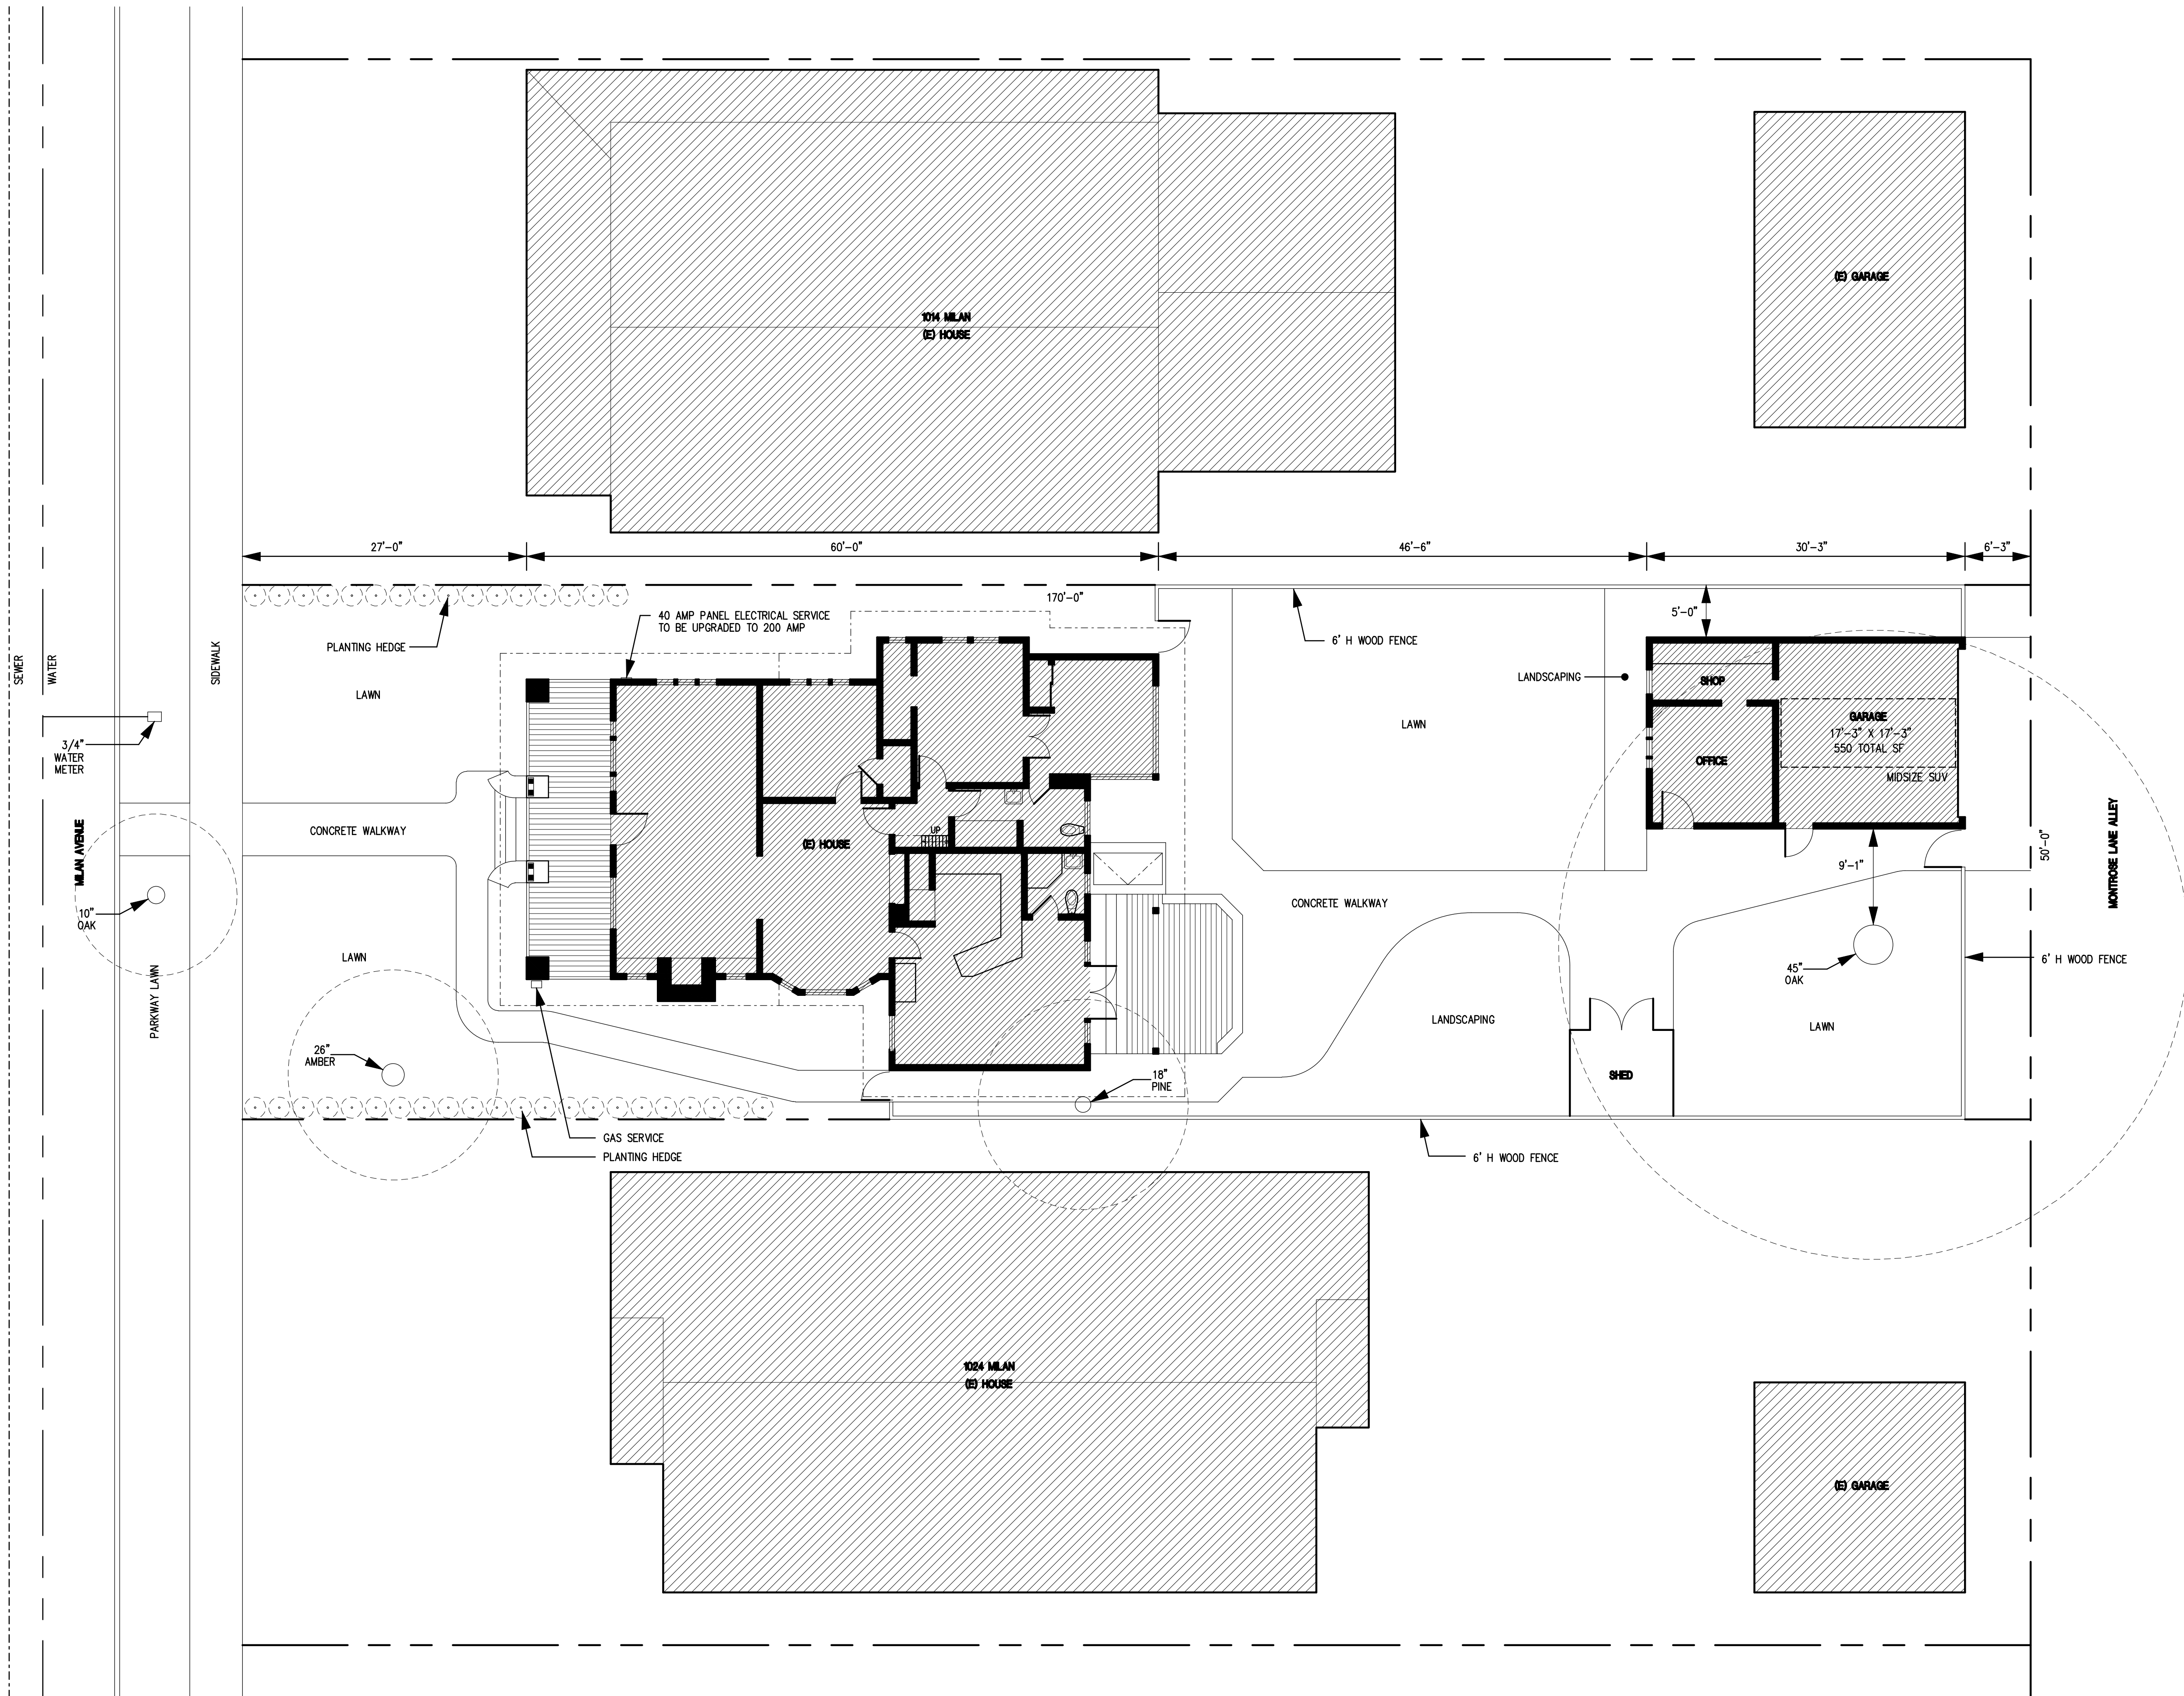 (E) GARAGE
1014 MILAN
(E) HOUSE
27'-0"
60'-0"
46'-6"
30'-3"
6'-3"
170'-0"
5'-0"
40 AMP PANEL ELECTRICAL SERVICE
TO BE UPGRADED TO 200 AMP
PLANTING HEDGE
6' H WOOD FENCE
SEWER
WATER
SIDEWALK
LAWN
LANDSCAPING
SHOP
LAWN
GARAGE
17'-3" X 17'-3"
550 TOTAL SF
3/4"
WATER
METER
OFFICE
MIDSIZE SUV
CONCRETE WALKWAY
UP
(E) HOUSE
MILAN AVENUE
50'-0"
MONTROSE LANE ALLEY
9'-1"
CONCRETE WALKWAY
10"
OAK
LAWN
PARKWAY LAWN
45"
OAK
6' H WOOD FENCE
LANDSCAPING
LAWN
26"
AMBER
18"
PINE
SHED
GAS SERVICE
PLANTING HEDGE
6' H WOOD FENCE
1024 MILAN
(E) HOUSE
(E) GARAGE